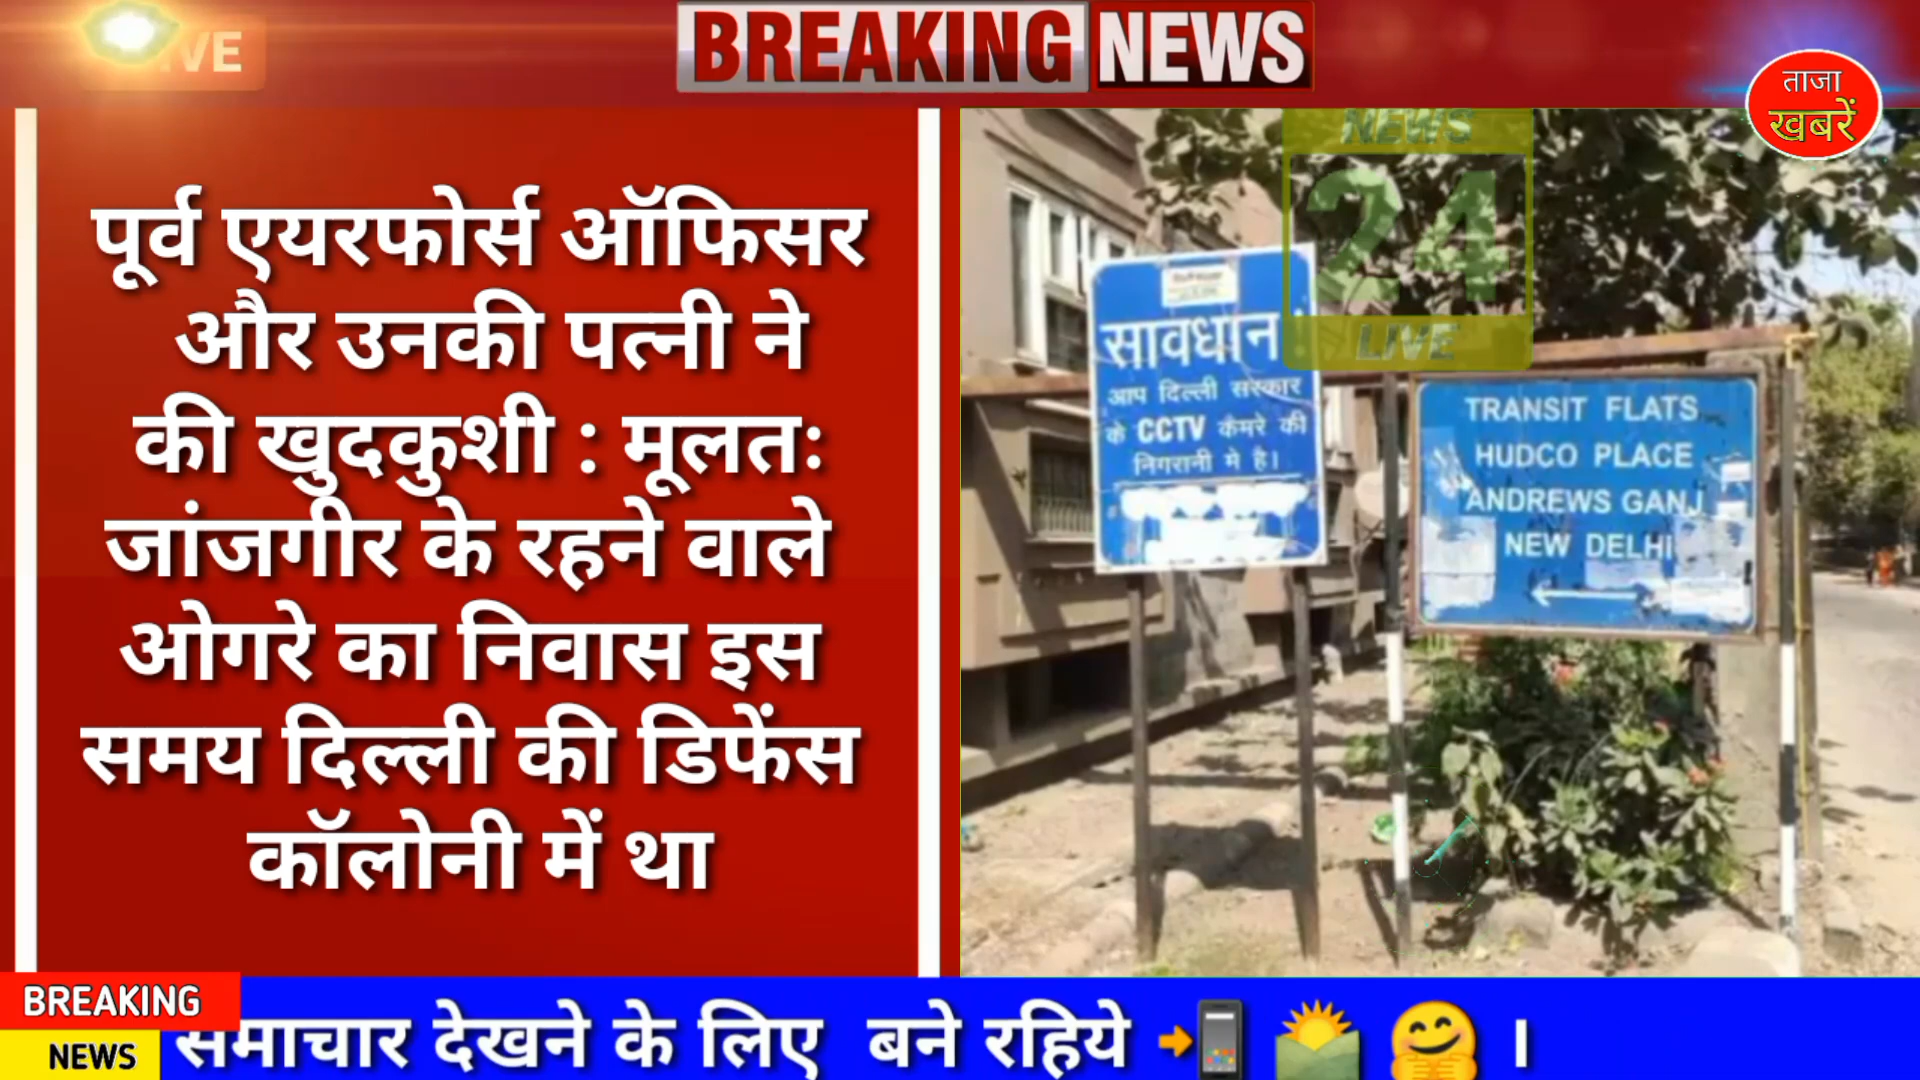 BREAKING NEWS
ताजा
खबरें
पूर्व एयरफोर्स ऑफिसर
और उनकी पत्नी ने
की खुदकुशी : मूलतः
जांजगीर के रहने वाले
ओगरे का निवास इस
समय दिल्ली की डिफेंस
कॉलोनी में था
NEWS
24
LIVE
सावधान !
आप दिल्ली सरकार
के CCTV कैमरे की
निगरानी मे है।
TRANSIT FLATS
HUDCO PLACE
ANDREWS GANJ
NEW DELHI
BREAKING
NEWS
समाचार देखने के लिए बने रहिये ।